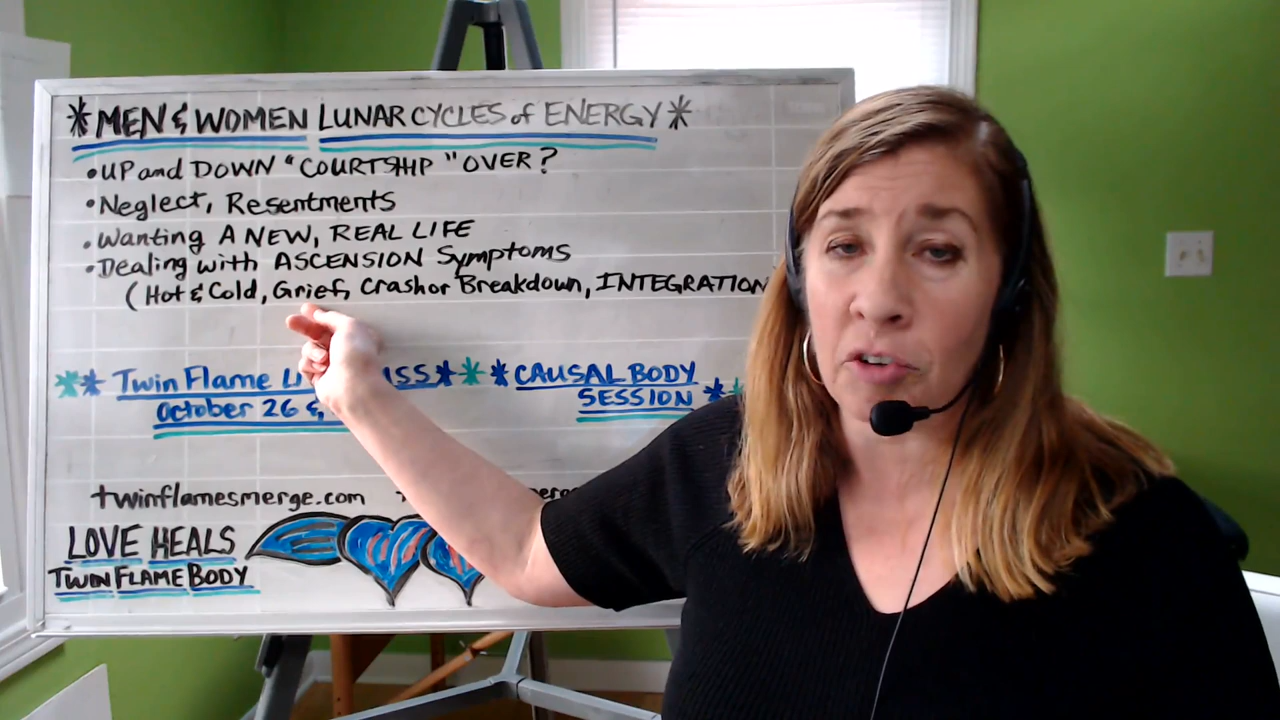 *MEN & WOMEN LUNAR CYCLES of ENERGY*
•UP and DOWN "COURTSHIP" OVER?
•Neglect, Resentments
•Wanting A NEW, REAL LIFE
•Dealing with ASCENSION Symptoms
(Hot & Cold, Grief, Crash or Breakdown, INTEGRATION
**Twin Flame ** *CAUSAL BODY
October 26 & SESSION**
twinflamesmerge.com
LOVE HEALS
TWIN FLAME BODY